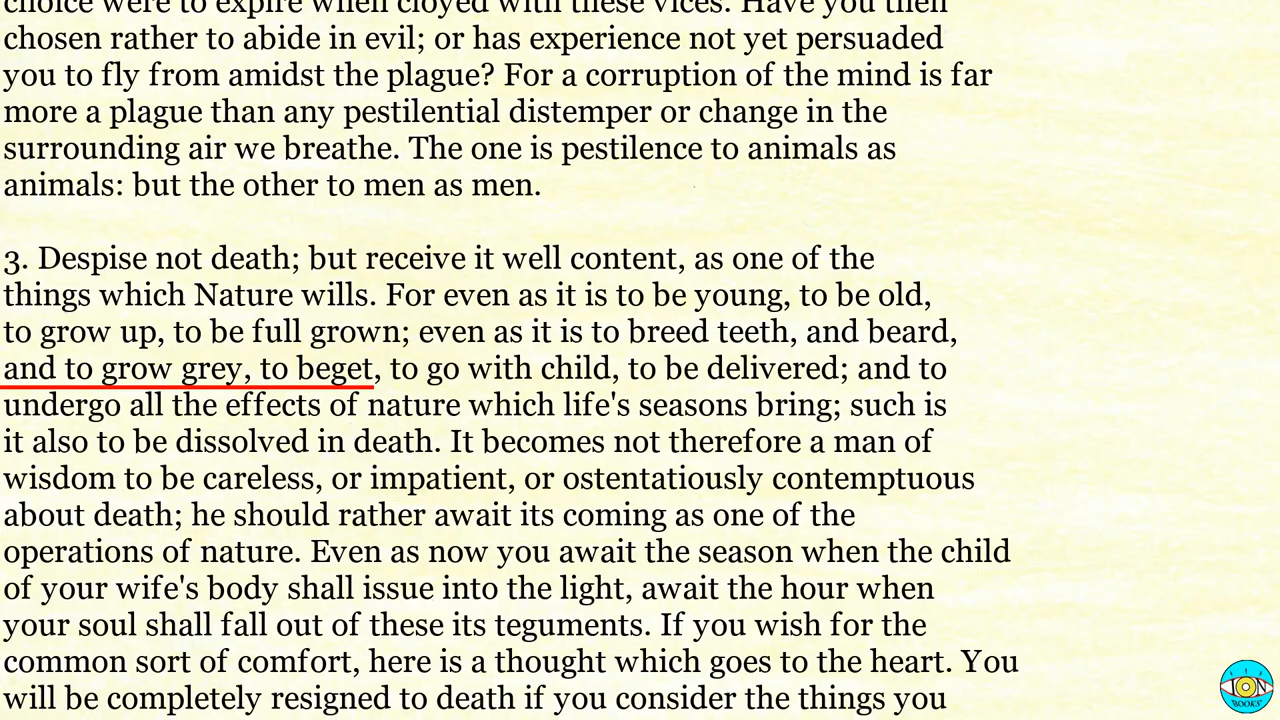 choice were to expire when cloyed with these vices. Have you then
chosen rather to abide in evil; or has experience not yet persuaded
you to fly from amidst the plague? For a corruption of the mind is far
more a plague than any pestilential distemper or change in the
surrounding air we breathe. The one is pestilence to animals as
animals: but the other to men as men.
3. Despise not death; but receive it well content, as one of the
things which Nature wills. For even as it is to be young, to be old,
to grow up, to be full grown; even as it is to breed teeth, and beard,
and to grow grey, to beget, to go with child, to be delivered; and to
undergo all the effects of nature which life's seasons bring; such is
it also to be dissolved in death. It becomes not therefore a man of
wisdom to be careless, or impatient, or ostentatiously contemptuous
about death; he should rather await its coming as one of the
operations of nature. Even as now you await the season when the child
of your wife's body shall issue into the light, await the hour when
your soul shall fall out of these its teguments. If you wish for the
common sort of comfort, here is a thought which goes to the heart. You
will be completely resigned to death if you consider the things you
ION
BOOKS